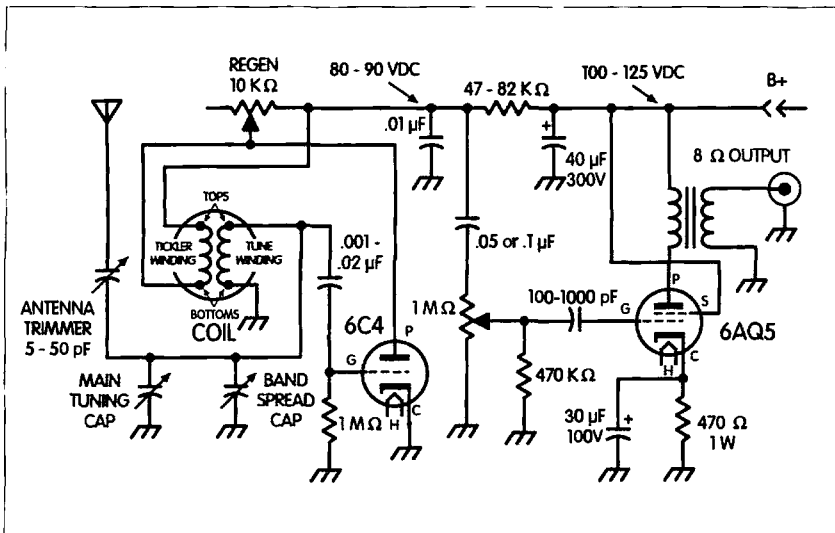 REGEN
10 KΩ
80 - 90 VDC
47 - 82 KΩ
100 - 125 VDC
B+
.01 µF
+
40 µF
300V
8 Ω OUTPUT
TOPS
TICKLER
WINDING
TUNE
WINDING
BOTTOMS
COIL
.001 -
.02 µF
.05 or .1 µF
ANTENNA
TRIMMER
5 - 50 pF
6C4
P
G
C
H
1 MΩ
100-1000 pF
P
G
S
C
H
6AQ5
MAIN
TUNING
CAP
BAND
SPREAD
CAP
1 MΩ
470 KΩ
30 µF
100V
+
470 Ω
1 W